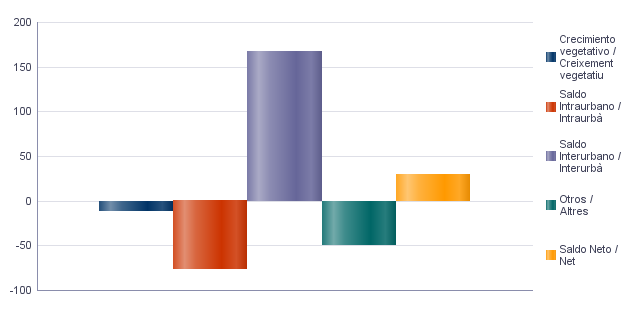 200
150
100
50
0
-50
-100
Crecimiento
vegetativo /
Creixement
vegetatiu
Saldo
Intraurbano /
Intraurbà
Saldo
Interurbano /
Interurbà
Otros /
Altres
Saldo Neto /
Net